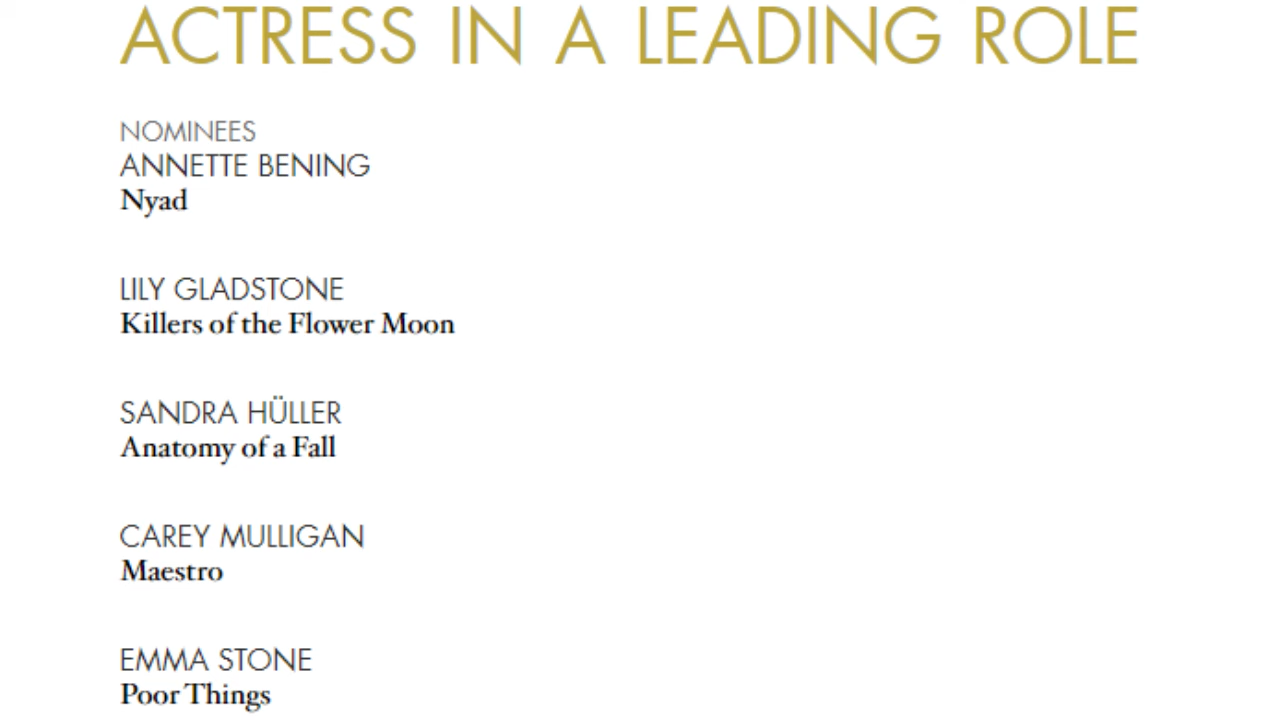 ACTRESS IN A LEADING ROLE
NOMINEES
ANNETTE BENING
Nyad
LILY GLADSTONE
Killers of the Flower Moon
SANDRA HÜLLER
Anatomy of a Fall
CAREY MULLIGAN
Maestro
EMMA STONE
Poor Things